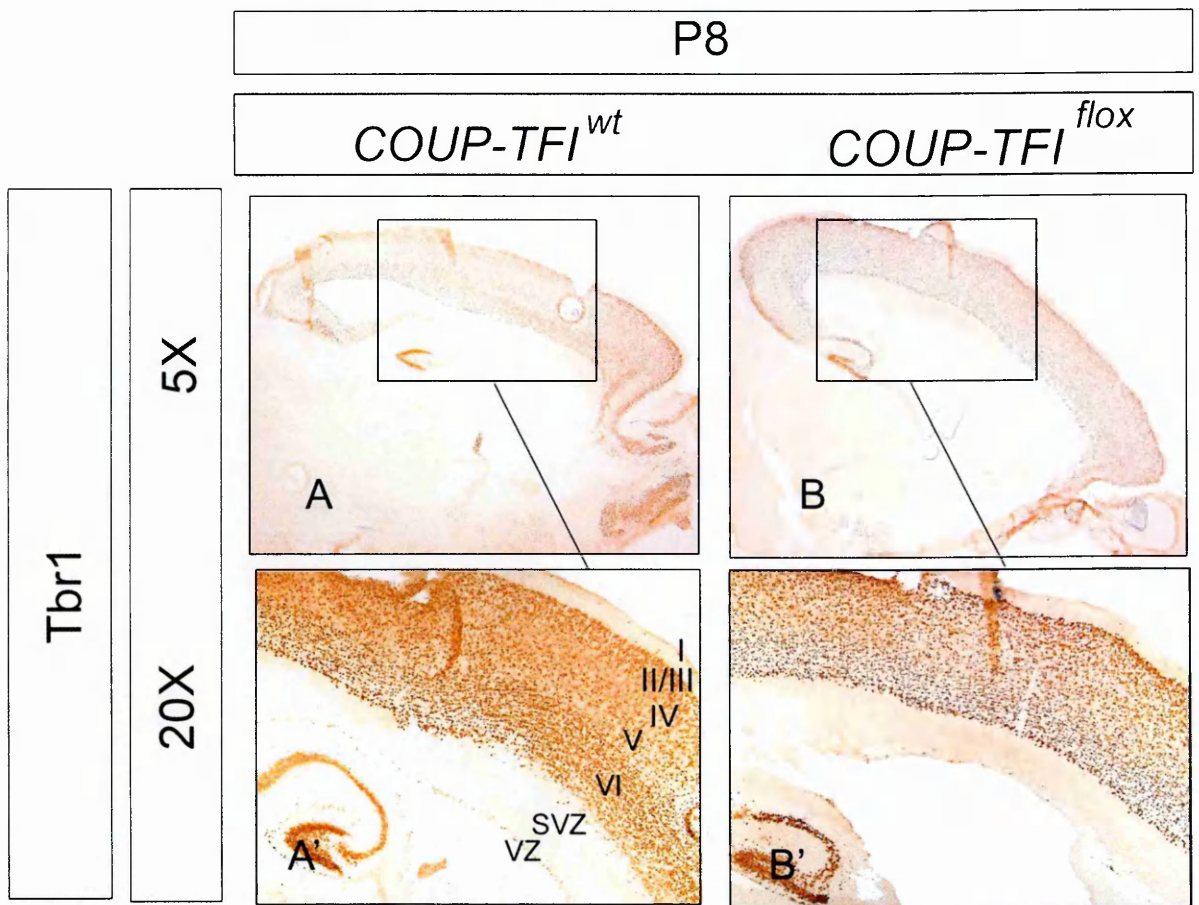 P8
COUP-TFI wt
COUP-TFI flox
Tbr1
5X
20X
A
B
I
II/III
IV
V
VI
SVZ
VZ
A'
B'